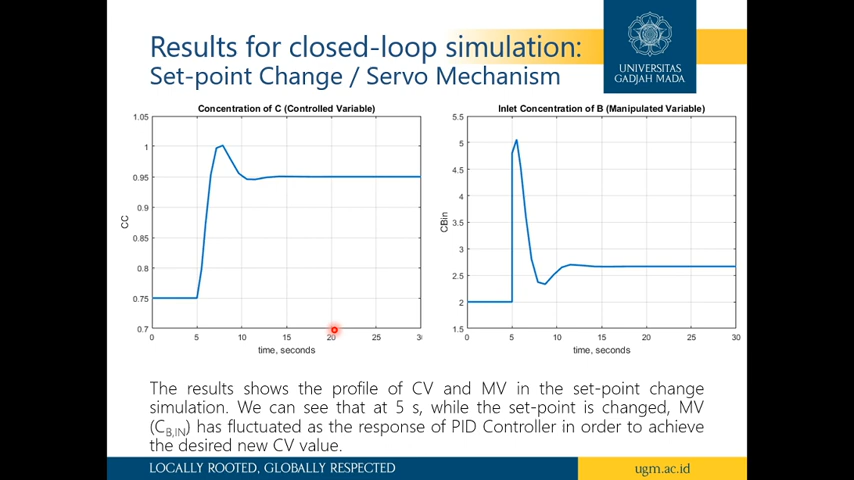 Results for closed-loop simulation:
Set-point Change / Servo Mechanism
UNIVERSITAS
GADJAH MADA
Concentration of C (Controlled Variable)
1.05
1
0.95
0.9
0.85
0.8
0.75
0.7
CC
0 5 10 15 20 25 30
time, seconds
Inlet Concentration of B (Manipulated Variable)
5.5
5
4.5
4
3.5
3
2.5
2
1.5
CBin
0 5 10 15 20 25 30
time, seconds
The results shows the profile of CV and MV in the set-point change
simulation. We can see that at 5 s, while the set-point is changed, MV
(C_B,IN) has fluctuated as the response of PID Controller in order to achieve
the desired new CV value.
LOCALLY ROOTED, GLOBALLY RESPECTED
ugm.ac.id